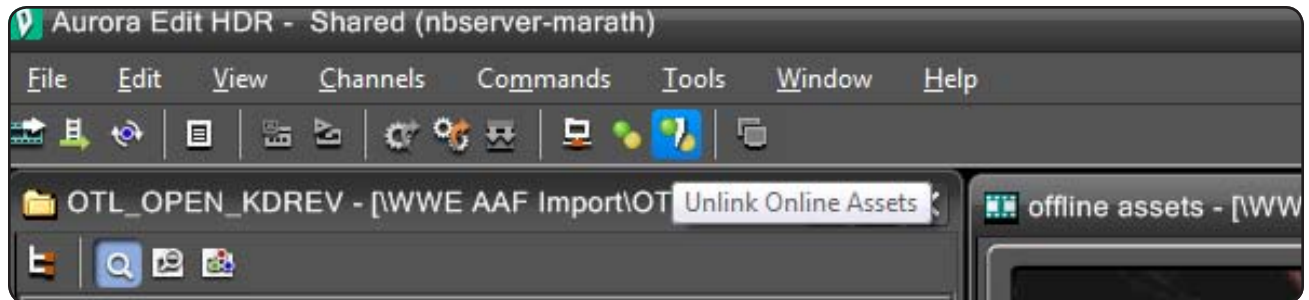 Aurora Edit HDR -  Shared (nbserver-marath)
File Edit View Channels Commands Tools Window Help
OTL_OPEN_KDREV - [\WWE AAF Import\OT
Unlink Online Assets
offline assets - [\WW